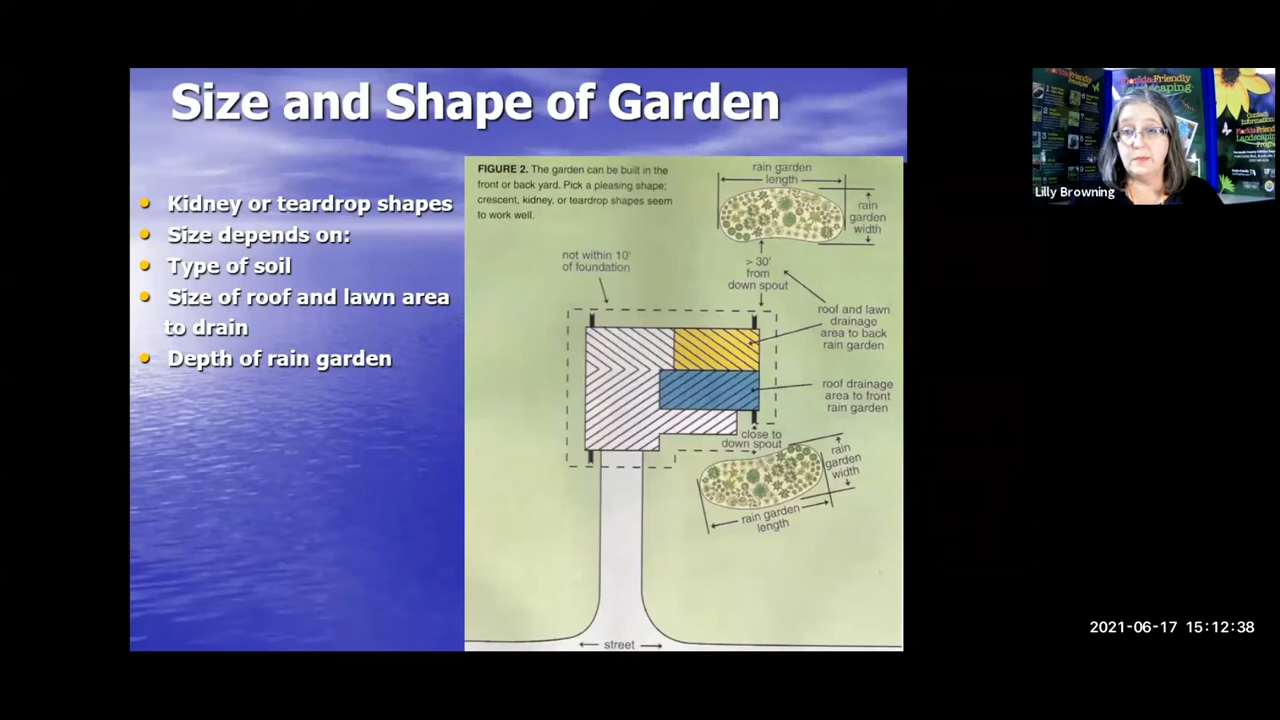 Size and Shape of Garden
Kidney or teardrop shapes
Size depends on:
Type of soil
Size of roof and lawn area
to drain
Depth of rain garden
FIGURE 2. The garden can be built in the
front or back yard. Pick a pleasing shape;
crescent, kidney, or teardrop shapes seem
to work well.
rain garden
length
rain
garden
width
not within 10'
of foundation
> 30'
from
down spout
roof and lawn
drainage
area to back
rain garden
roof drainage
area to front
rain garden
close to
down spout
rain
garden
width
rain garden
length
street
Florida-Friendly
Landscaping
Lilly Browning
2021-06-17 15:12:38